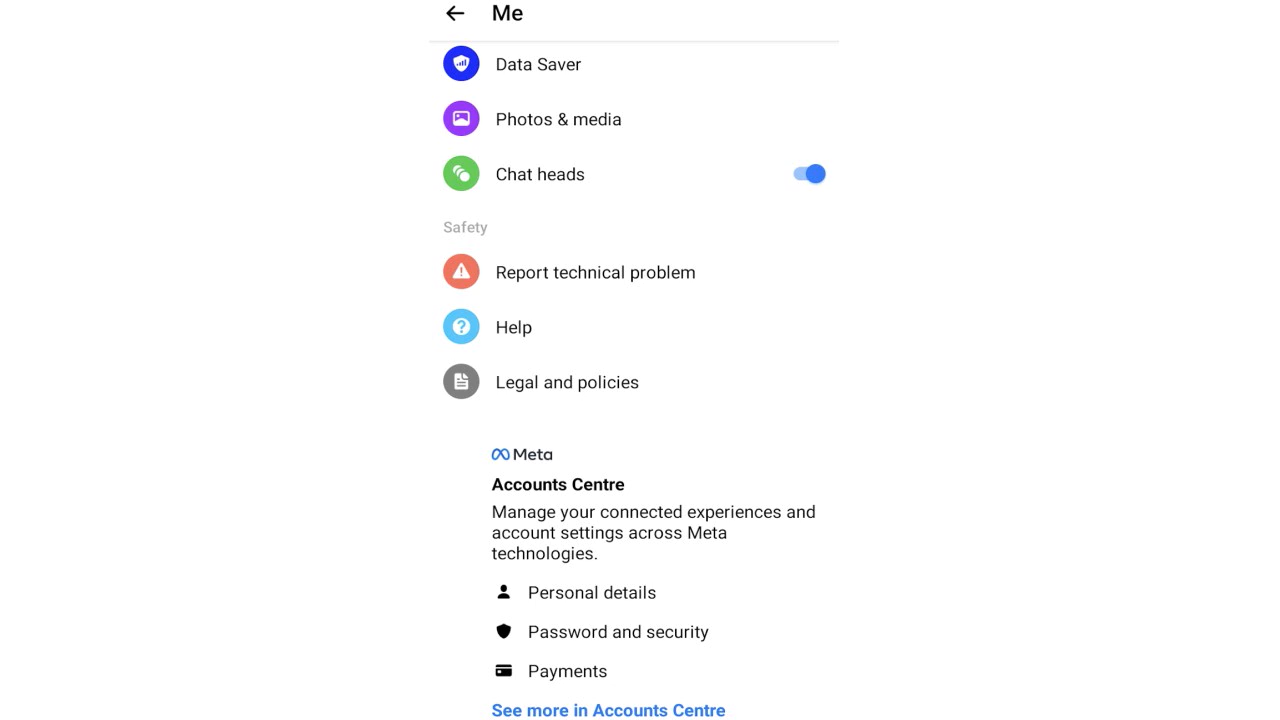 Me
Data Saver
Photos & media
Chat heads
Safety
Report technical problem
Help
Legal and policies
Meta
Accounts Centre
Manage your connected experiences and
account settings across Meta
technologies.
Personal details
Password and security
Payments
See more in Accounts Centre